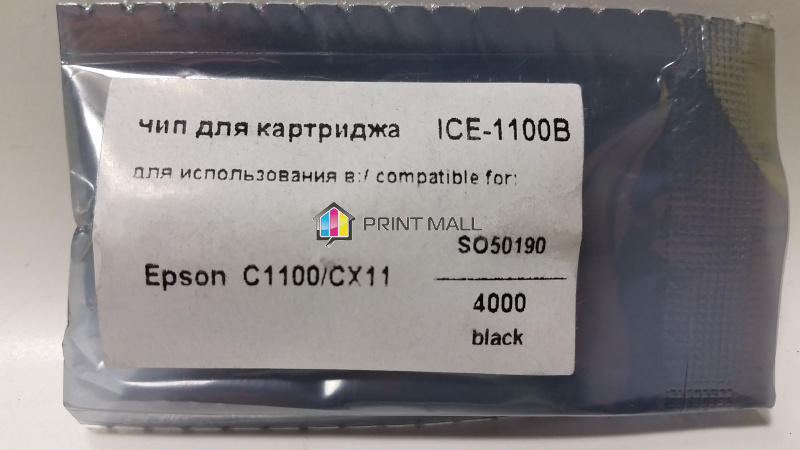 чип для картриджа ICE-1100B
для использования в:/ compatible for:
PRINT MALL
SO50190
Epson C1100/CX11
4000
black